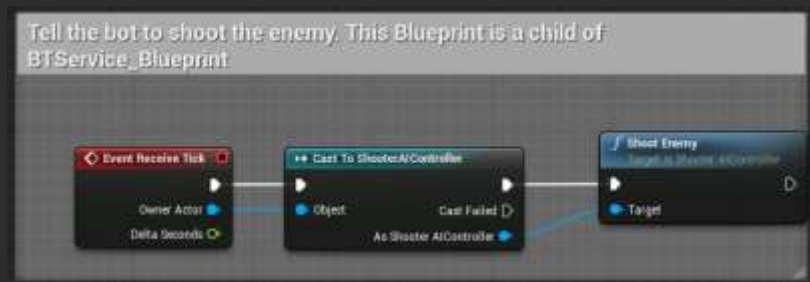 Tell the bot to shoot the enemy. This Blueprint is a child of
BTService_Blueprint
Event Receive Tick
Owner Actor
Delta Seconds
Cast To ShooterAIController
Object
Cast Failed
As Shooter AIController
Shoot Enemy
Target is Shooter AIController
Target